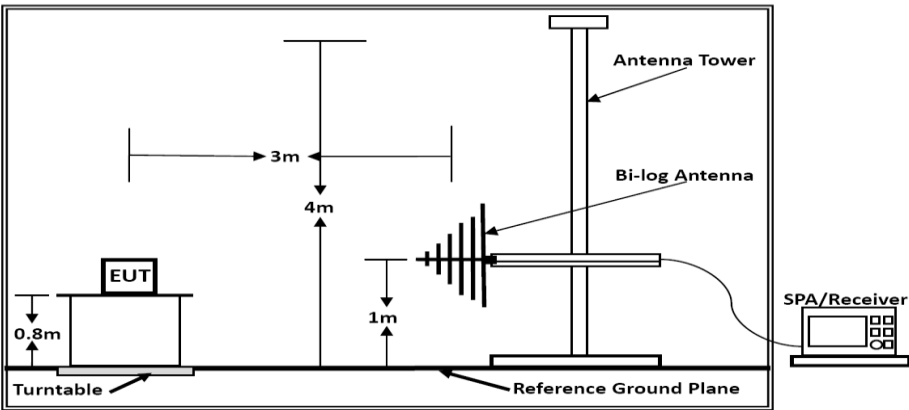 Antenna Tower
3m
Bi-log Antenna
4m
EUT
SPA/Receiver
1m
0.8m
Turntable
Reference Ground Plane